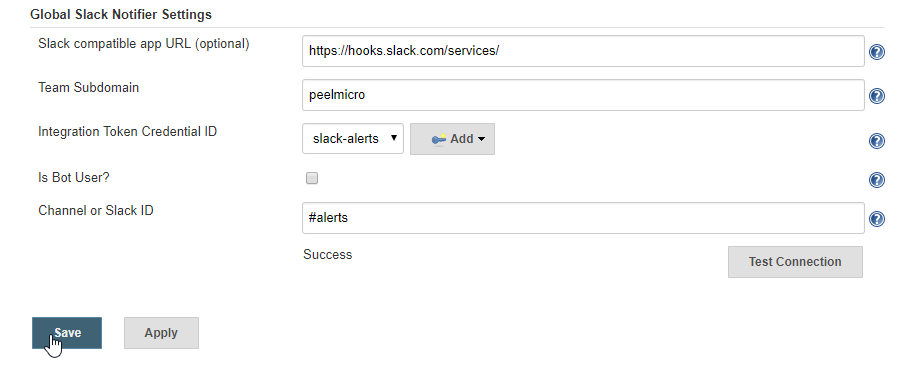 Global Slack Notifier Settings
Slack compatible app URL (optional)
https://hooks.slack.com/services/
?
Team Subdomain
peelmicro
?
Integration Token Credential ID
slack-alerts
Add
?
Is Bot User?
?
Channel or Slack ID
#alerts
?
Success
Test Connection
Save
Apply